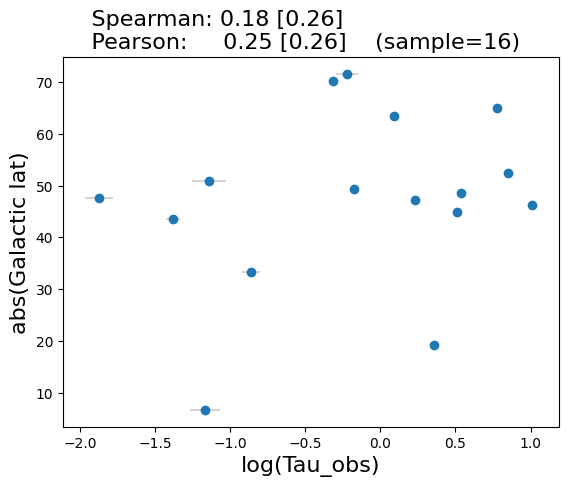 Spearman: 0.18 [0.26]
Pearson: 0.25 [0.26] (sample=16)
abs(Galactic lat)
70
60
50
40
30
20
10
−2.0 −1.5 −1.0 −0.5 0.0 0.5 1.0
log(Tau_obs)